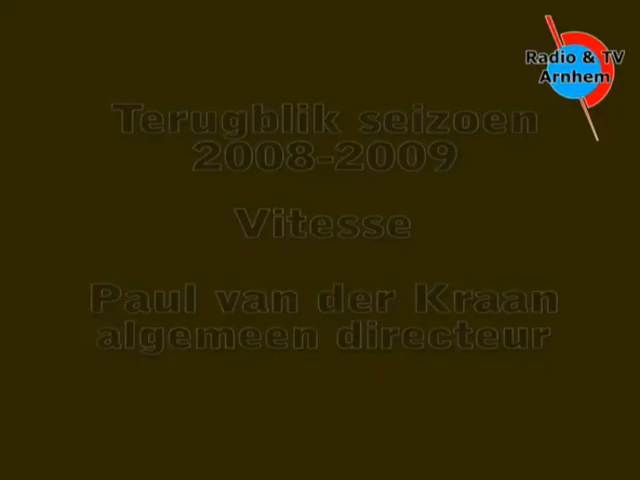 Radio & TV
Arnhem
Terugblik seizoen
2008-2009
Vitesse
Paul van der Kraan
algemeen directeur